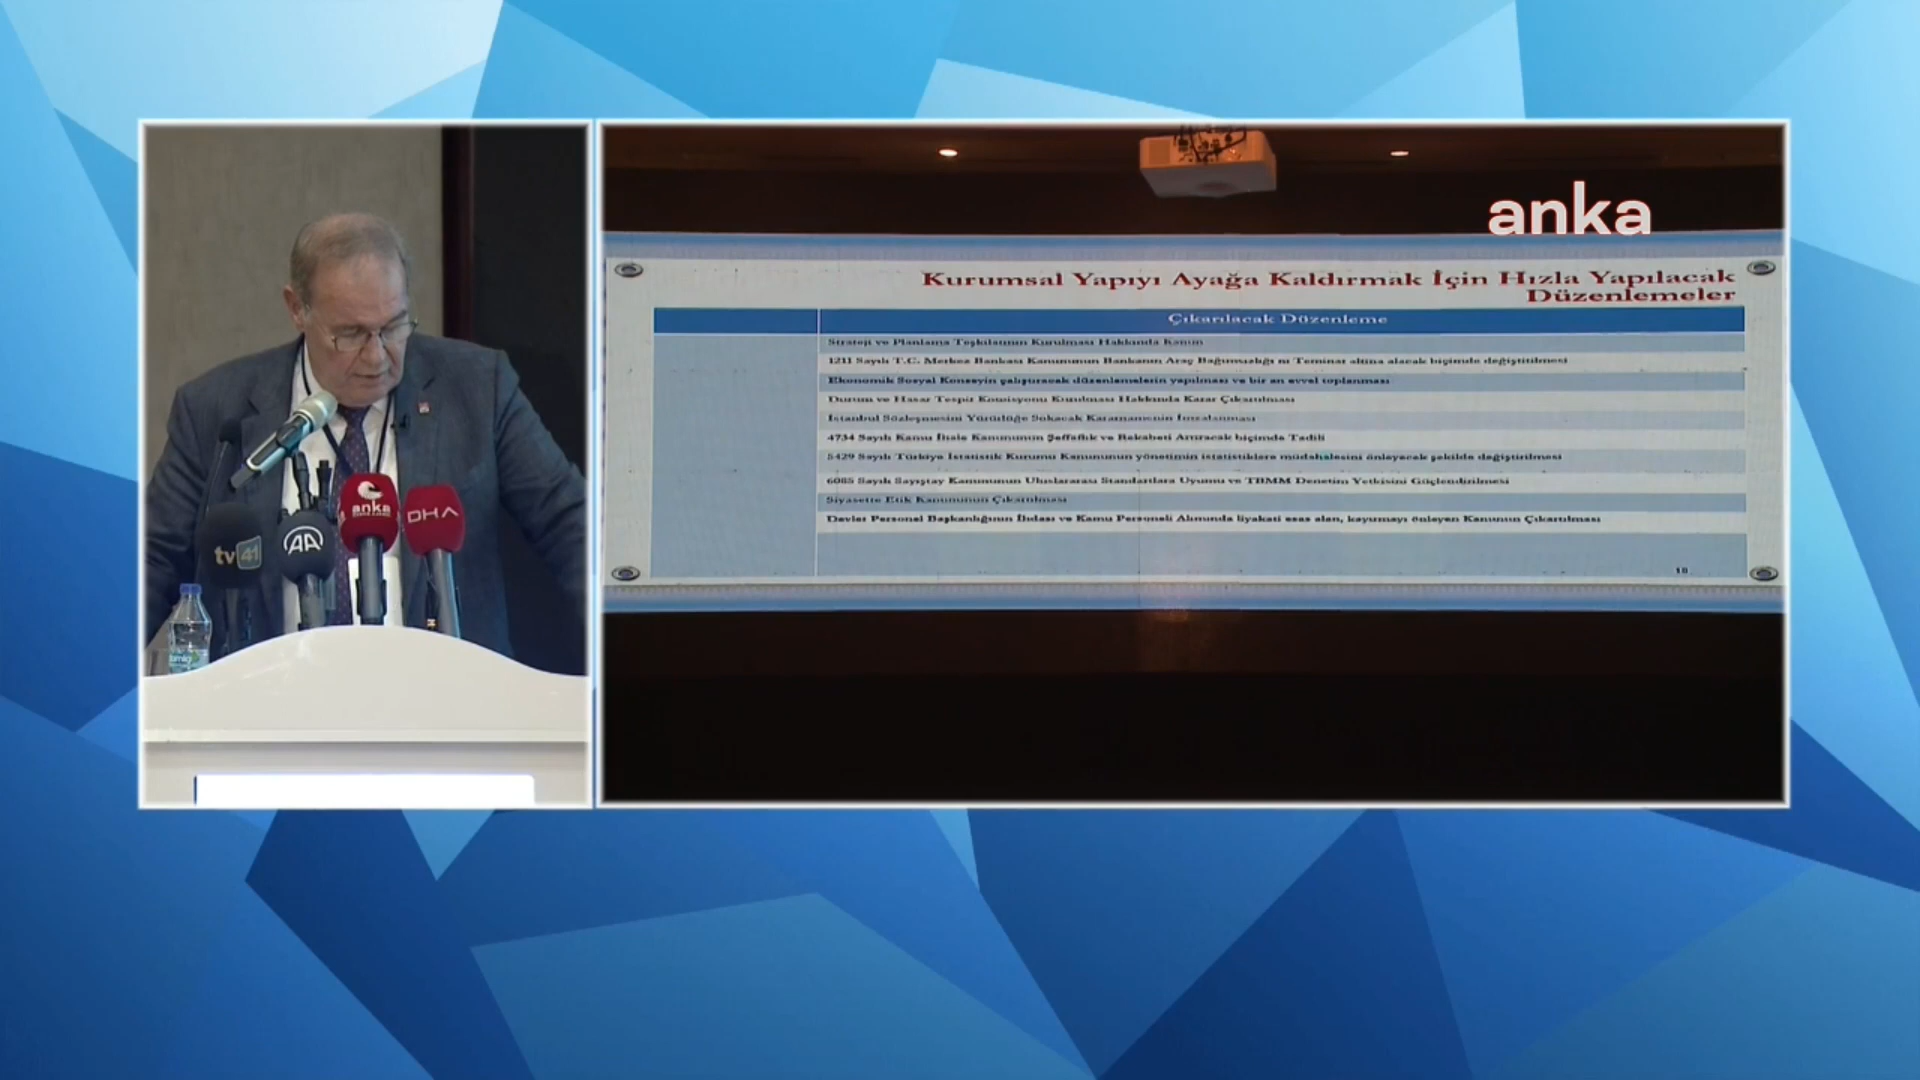 anka
Kurumsal Yapıyı Ayağa Kaldırmak İçin Hızla Yapılacak
Düzenlemeler
Çıkarılacak Düzenleme
Strateji ve Planlama Teşkilatının Kurulması Hakkında Kanun
1211 Sayılı T.C. Merkez Bankası Kanununun Bankanın Araç Bağımsızlığı nı Teminat altına alacak biçimde değiştirilmesi
Ekonomik Sosyal Konseyin çalıştıracak düzenlemelerin yapılması ve bir an evvel toplanması
Durum ve Hasar Tespit Komisyonu Kurulması Hakkında Karar Çıkarılması
İstanbul Sözleşmesini Yürürlüğe Sokacak Kararnamenin İmzalanması
4734 Sayılı Kamu İhale Kanununun Şeffaflık ve Rekabeti Artıracak biçimde Tadili
5429 Sayılı Türkiye İstatistik Kurumu Kanununun yönetimin istatistiklere müdahalesini önleyecek şekilde değiştirilmesi
6085 Sayılı Sayıştay Kanununun Uluslararası Standartlara Uyumu ve TBMM Denetim Yetkisini Güçlendirilmesi
Siyasette Etik Kanununun Çıkarılması
Devlet Personel Başkanlığının İhdası ve Kamu Personeli Alımında liyakati esas alan, kayırmayı önleyen Kanunun Çıkarılması
18
tv 41
AA
anka
DHA